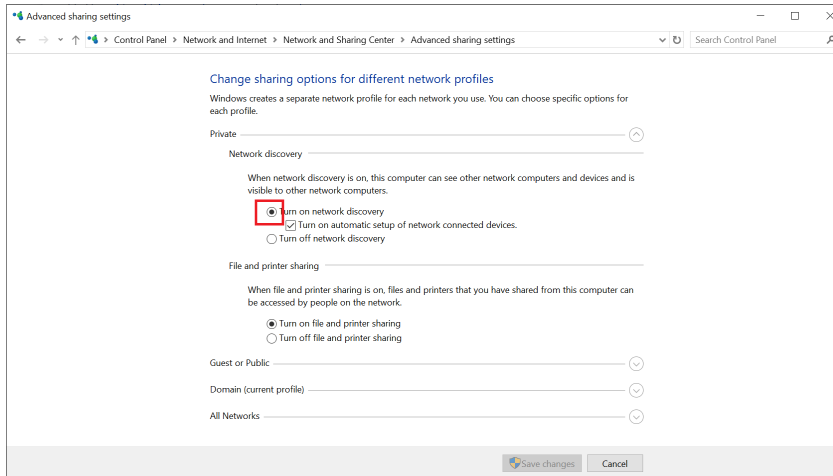 Advanced sharing settings
Control Panel > Network and Internet > Network and Sharing Center > Advanced sharing settings
Search Control Panel
Change sharing options for different network profiles
Windows creates a separate network profile for each network you use. You can choose specific options for
each profile.
Private
Network discovery
When network discovery is on, this computer can see other network computers and devices and is
visible to other network computers.
Turn on network discovery
Turn on automatic setup of network connected devices.
Turn off network discovery
File and printer sharing
When file and printer sharing is on, files and printers that you have shared from this computer can
be accessed by people on the network.
Turn on file and printer sharing
Turn off file and printer sharing
Guest or Public
Domain (current profile)
All Networks
Save changes
Cancel